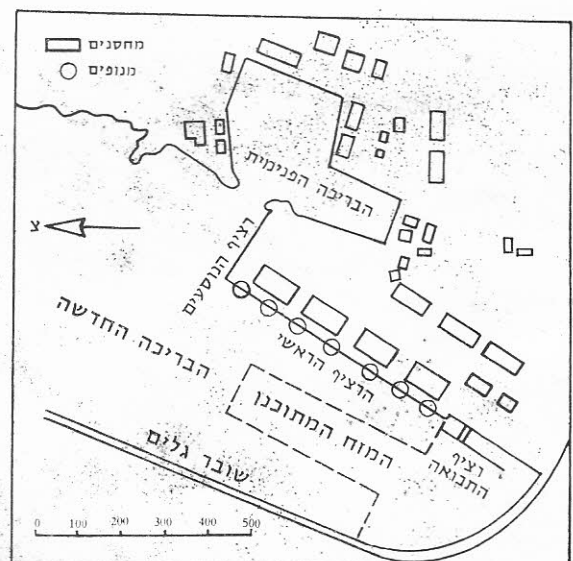 מחסנים
מנופים
הבריכה הפנימית
צ
רציף הנוסעים
הבריכה החדשה
הרציף הראשי
המזח המתוכנן
רציף
התבואה
שובר גלים
0 100 200 300 400 500